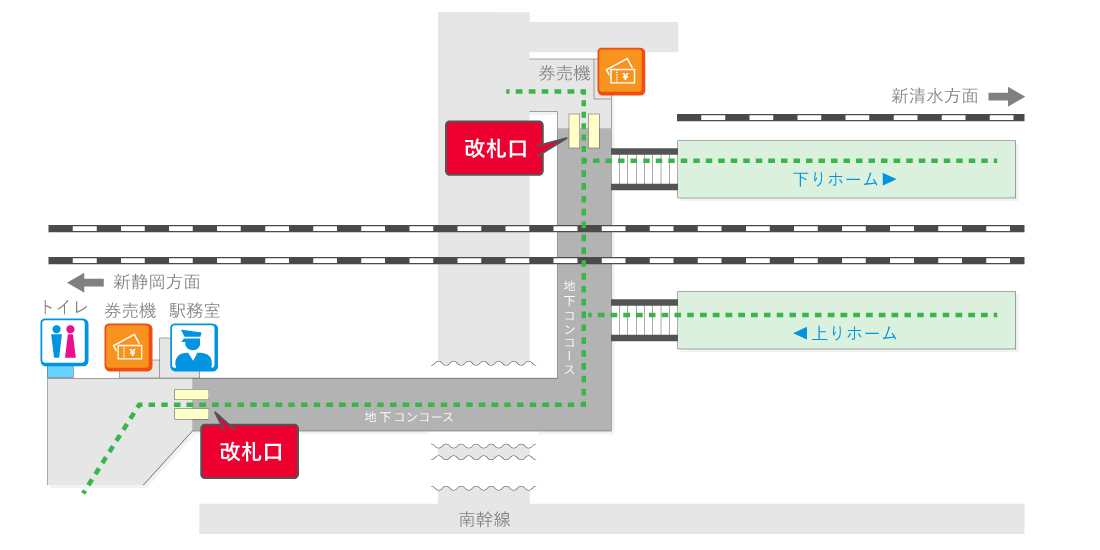 券売機
¥
新清水方面
改札口
下りホーム
新静岡方面
トイレ
券売機
駅務室
¥
地下コンコース
上りホーム
地下コンコース
改札口
南幹線